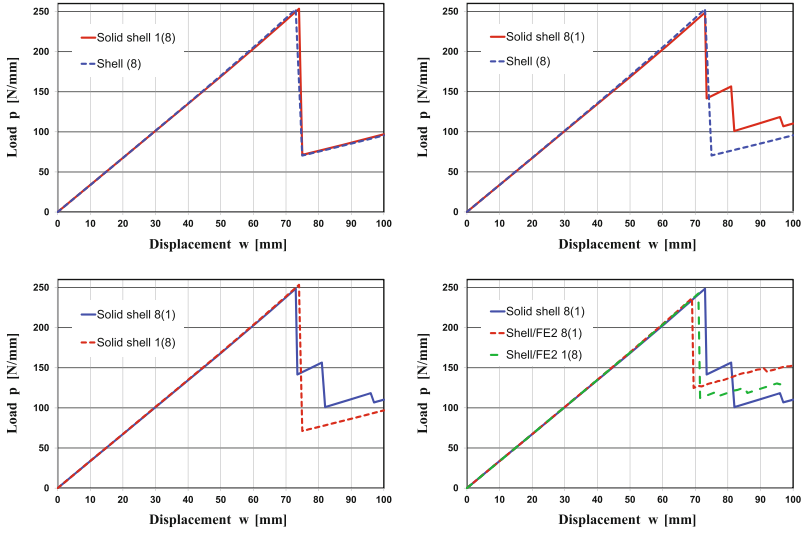 Load p [N/mm]
250
200
150
100
50
0
Solid shell 1(8)
Shell (8)
0 10 20 30 40 50 60 70 80 90 100
Displacement w [mm]
Load p [N/mm]
250
200
150
100
50
0
Solid shell 8(1)
Shell (8)
0 10 20 30 40 50 60 70 80 90 100
Displacement w [mm]
Load p [N/mm]
250
200
150
100
50
0
Solid shell 8(1)
Solid shell 1(8)
0 10 20 30 40 50 60 70 80 90 100
Displacement w [mm]
Load p [N/mm]
250
200
150
100
50
0
Solid shell 8(1)
Shell/FE2 8(1)
Shell/FE2 1(8)
0 10 20 30 40 50 60 70 80 90 100
Displacement w [mm]